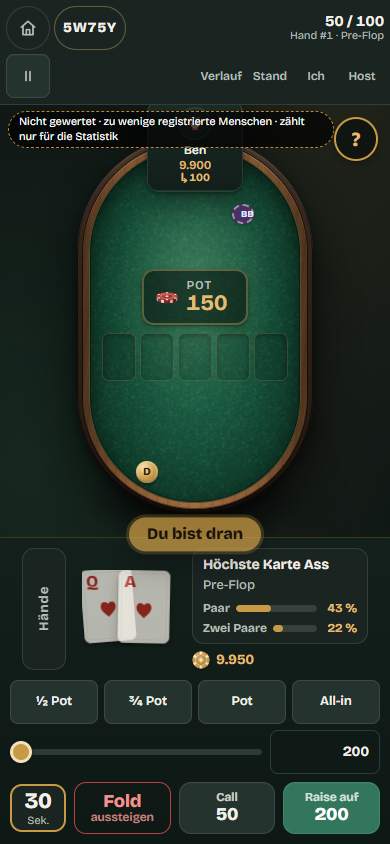 5W75Y
50 / 100
Hand #1 · Pre-Flop
Verlauf Stand Ich Host
Nicht gewertet · zu wenige registrierte Menschen · zählt
nur für die Statistik
?
Ben
9.900
100
BB
POT
150
D
Du bist dran
Hände
Q A
Höchste Karte Ass
Pre-Flop
Paar 43 %
Zwei Paare 22 %
9.950
½ Pot ¾ Pot Pot All-in
200
30
Sek.
Fold
aussteigen
Call
50
Raise auf
200